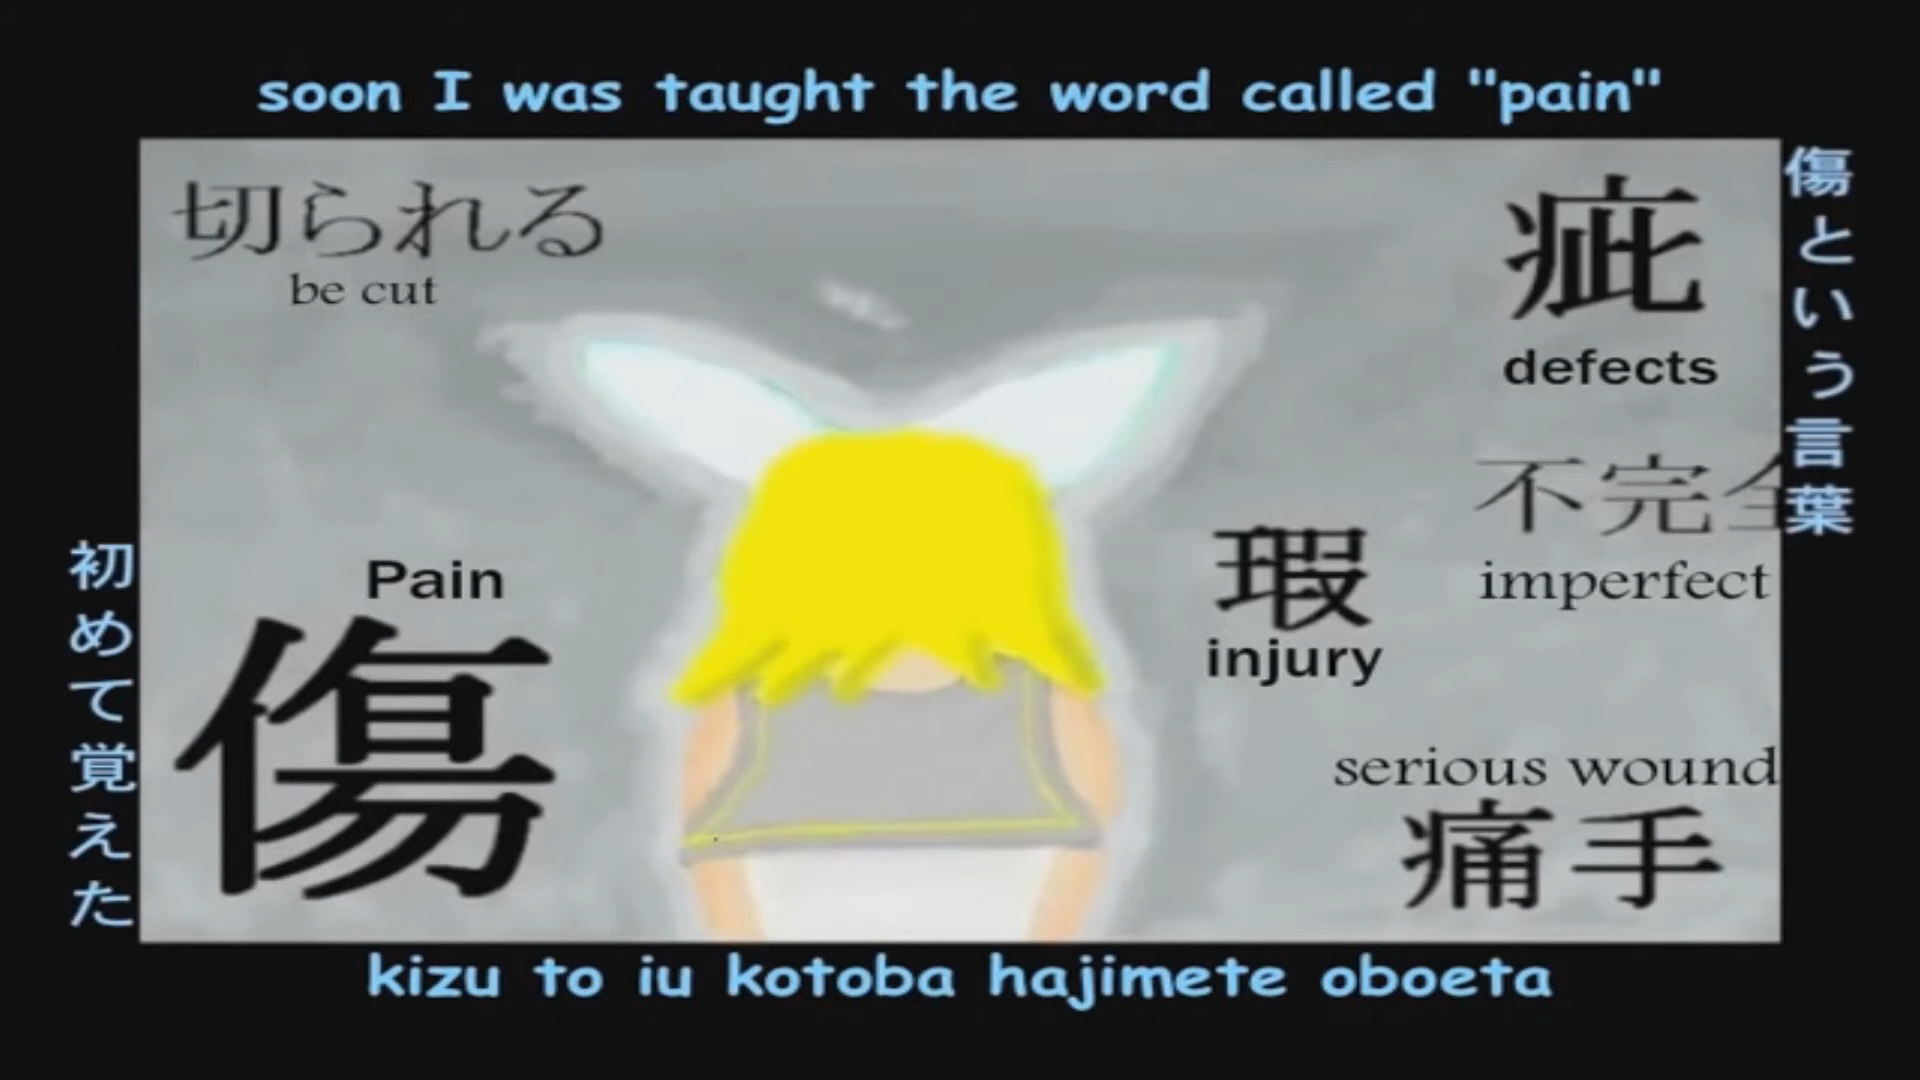 soon I was taught the word called "pain"
切られる
be cut
疵
defects
傷という言葉
不完全
imperfect
瑕
injury
Pain
傷
初めて覚えた
serious wound
痛手
kizu to iu kotoba hajimete oboeta